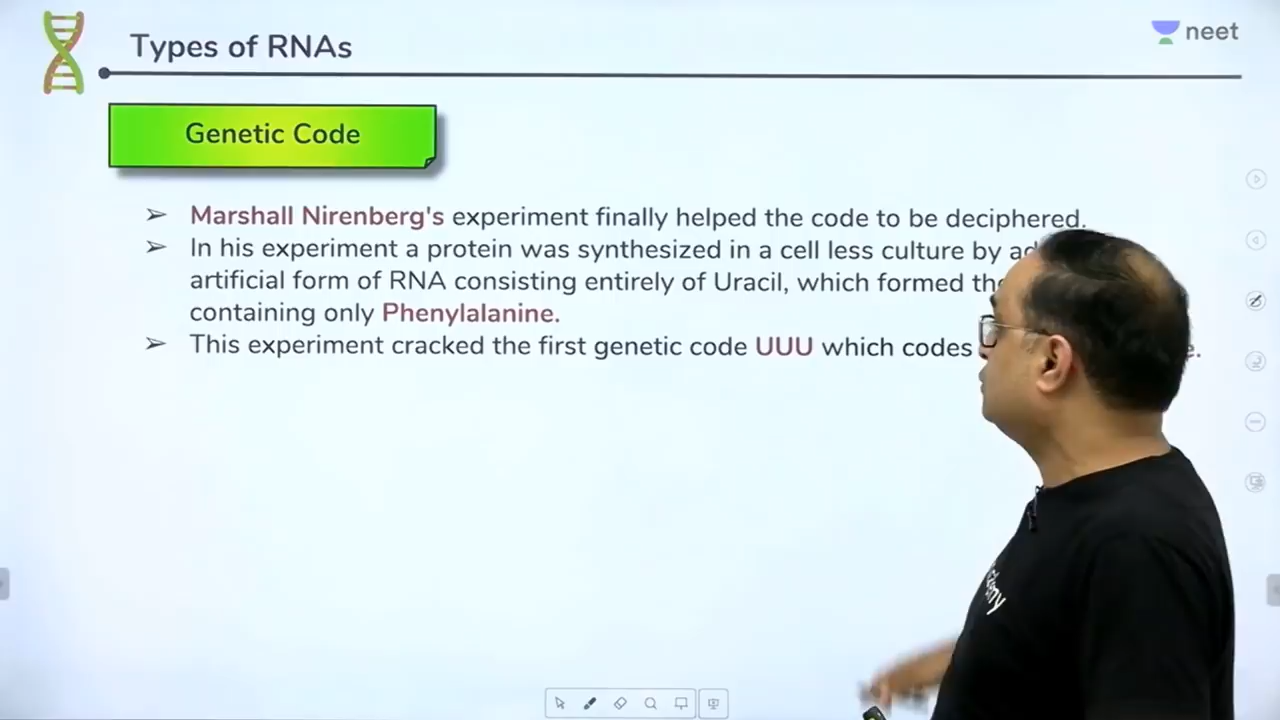 Types of RNAs
neet
Genetic Code
➢ Marshall Nirenberg's experiment finally helped the code to be deciphered.
➢ In his experiment a protein was synthesized in a cell less culture by
artificial form of RNA consisting entirely of Uracil, which formed
containing only Phenylalanine.
➢ This experiment cracked the first genetic code UUU which codes